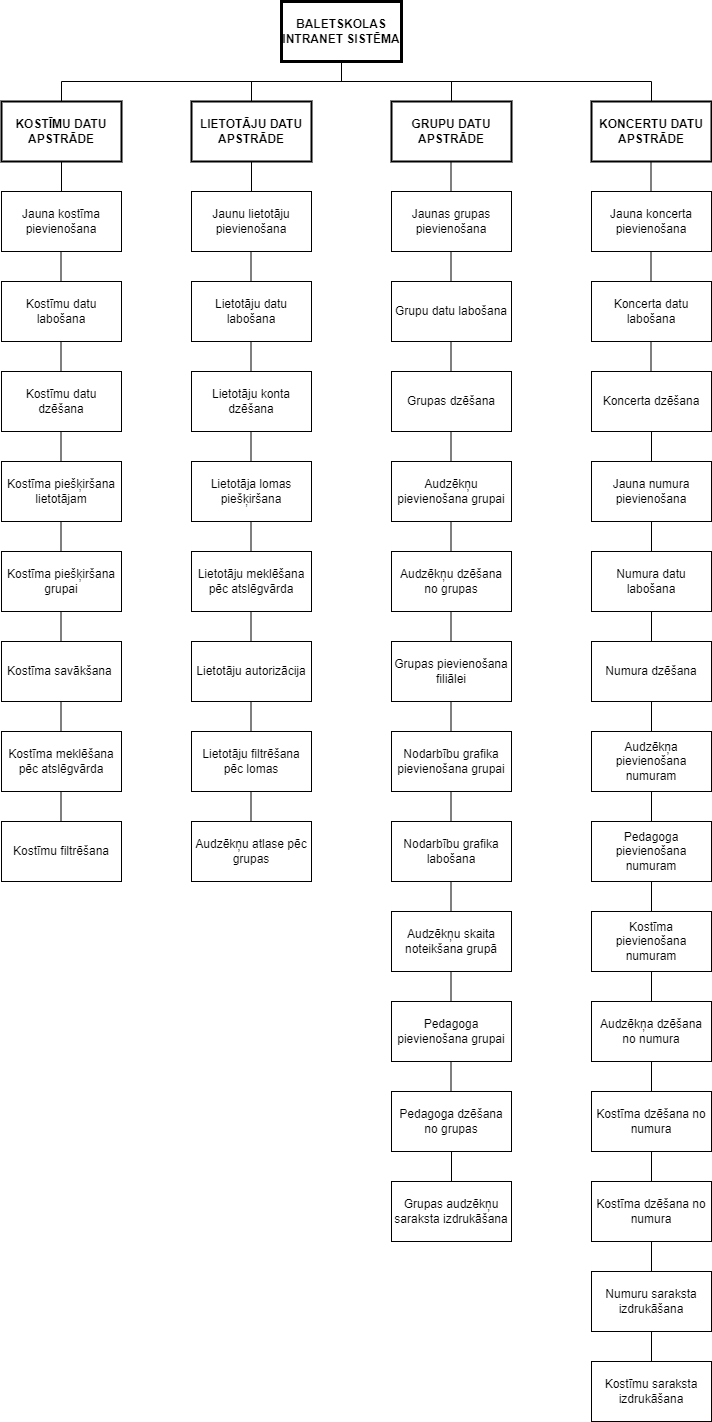 BALETSKOLAS
INTRANET SISTĒMA
KOSTĪMU DATU
APSTRĀDE
Jauna kostīma
pievienošana
Kostīmu datu
labošana
Kostīmu datu
dzēšana
Kostīma piešķiršana
lietotājam
Kostīma piešķiršana
grupai
Kostīma savākšana
Kostīma meklēšana
pēc atslēgvārda
Kostīmu filtrēšana
LIETOTĀJU DATU
APSTRĀDE
Jaunu lietotāju
pievienošana
Lietotāju datu
labošana
Lietotāju konta
dzēšana
Lietotāja lomas
piešķiršana
Lietotāju meklēšana
pēc atslēgvārda
Lietotāju autorizācija
Lietotāju filtrēšana
pēc lomas
Audzēkņu atlase pēc
grupas
GRUPU DATU
APSTRĀDE
Jaunas grupas
pievienošana
Grupu datu labošana
Grupas dzēšana
Audzēkņu
pievienošana grupai
Audzēkņu dzēšana
no grupas
Grupas pievienošana
filiālei
Nodarbību grafika
pievienošana grupai
Nodarbību grafika
labošana
Audzēkņu skaita
noteikšana grupā
Pedagoga
pievienošana grupai
Pedagoga dzēšana
no grupas
Grupas audzēkņu
saraksta izdrukāšana
KONCERTU DATU
APSTRĀDE
Jauna koncerta
pievienošana
Koncerta datu
labošana
Koncerta dzēšana
Jauna numura
pievienošana
Numura datu
labošana
Numura dzēšana
Audzēkņa
pievienošana
numuram
Pedagoga
pievienošana
numuram
Kostīma
pievienošana
numuram
Audzēkņa dzēšana
no numura
Kostīma dzēšana no
numura
Kostīma dzēšana no
numura
Numuru saraksta
izdrukāšana
Kostīmu saraksta
izdrukāšana